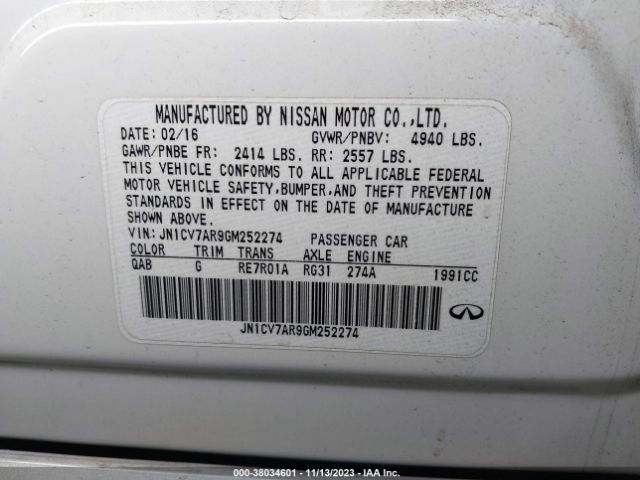 MANUFACTURED BY NISSAN MOTOR CO.,LTD.
DATE: 02/16 GVWR/PNBV: 4940 LBS.
GAWR/PNBE FR: 2414 LBS. RR: 2557 LBS.
THIS VEHICLE CONFORMS TO ALL APPLICABLE FEDERAL
MOTOR VEHICLE SAFETY,BUMPER,AND THEFT PREVENTION
STANDARDS IN EFFECT ON THE DATE OF MANUFACTURE
SHOWN ABOVE.
VIN: JN1CV7AR9GM252274 PASSENGER CAR
COLOR TRIM TRANS AXLE ENGINE
QAB G RE7R01A RG31 274A 1991CC
JN1CV7AR9GM252274
000-38034601 - 11/13/2023 - IAA Inc.